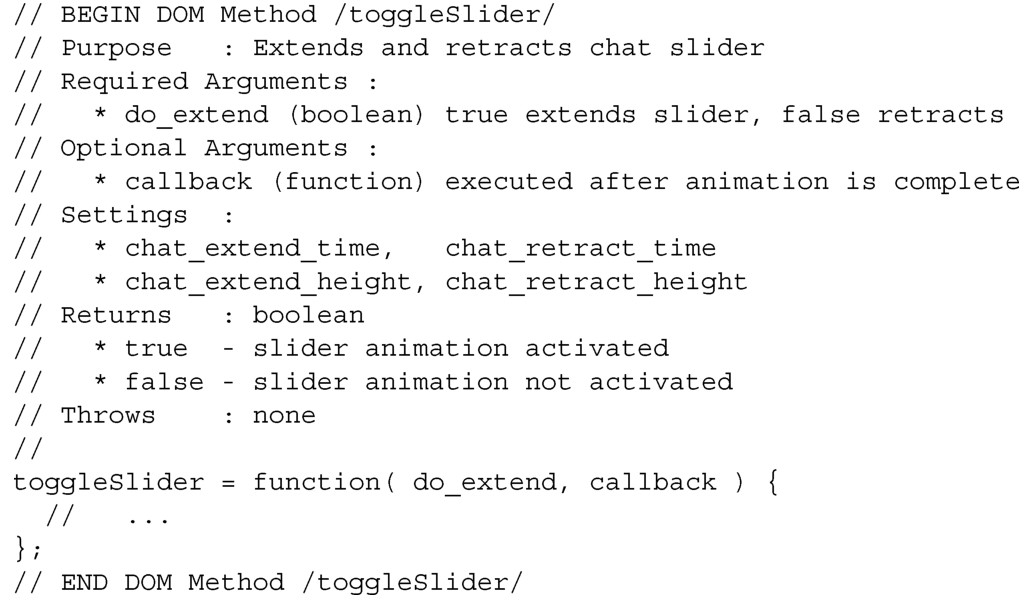 // BEGIN DOM Method /toggleSlider/
// Purpose   : Extends and retracts chat slider
// Required Arguments :
//   * do_extend (boolean) true extends slider, false retracts
// Optional Arguments :
//   * callback (function) executed after animation is complete
// Settings  :
//   * chat_extend_time,   chat_retract_time
//   * chat_extend_height, chat_retract_height
// Returns   : boolean
//   * true  - slider animation activated
//   * false - slider animation not activated
// Throws    : none
//
toggleSlider = function( do_extend, callback ) {
  //   ...
};
// END DOM Method /toggleSlider/